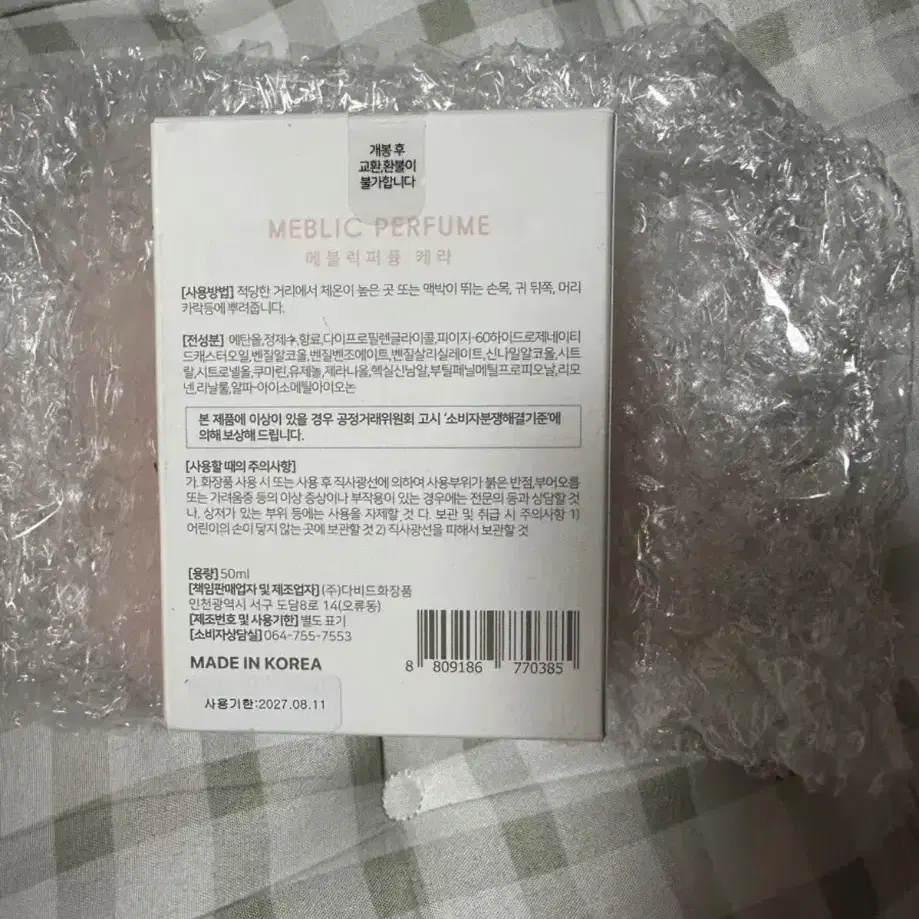 개봉 후
교환,환불이
불가합니다
MEBLIC PERFUME
메블릭퍼퓸 케랴
[사용방법] 적당한 거리에서 체온이 높은 곳 또는 맥박이 뛰는 손목, 귀 뒤쪽, 머리
카락등에 뿌려줍니다.
[전성분] 에탄올,정제수,향료,다이프로필렌글라이콜,피이지-60하이드로제네이티
드캐스터오일,벤질알코올,벤질벤조에이트,벤질살리실레이트,신나밀알코올,시트
랄,시트로넬올,쿠마린,유제놀,제라니올,헥실신남알,부틸페닐메틸프로피오날,리모
넨,리날룰,알파-아이소메틸아이오논
본 제품에 이상이 있을 경우 공정거래위원회 고시 '소비자분쟁해결기준'에
의해 보상해 드립니다.
[사용할 때의 주의사항]
가. 화장품 사용 시 또는 사용 후 직사광선에 의하여 사용부위가 붉은 반점,부어오름
또는 가려움증 등의 이상 증상이나 부작용이 있는 경우에는 전문의 등과 상담할 것
나. 상처가 있는 부위 등에는 사용을 자제할 것 다. 보관 및 취급 시 주의사항 1)
어린이의 손이 닿지 않는 곳에 보관할 것 2) 직사광선을 피해서 보관할 것
[용량] 50ml
[책임판매업자 및 제조업자] (주)다비드화장품
인천광역시 서구 도담8로 14(오류동)
[제조번호 및 사용기한] 별도 표기
[소비자상담실] 064-755-7553
MADE IN KOREA
8 809186 770385
사용기한:2027.08.11